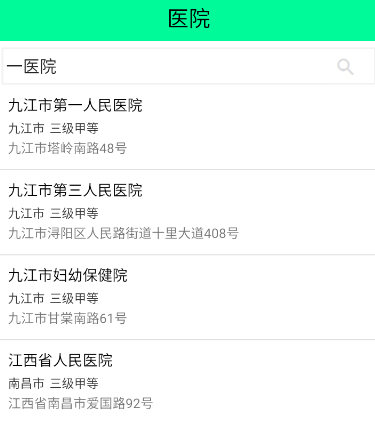 医院
一医院
九江市第一人民医院
九江市 三级甲等
九江市塔岭南路48号
九江市第三人民医院
九江市 三级甲等
九江市浔阳区人民路街道十里大道408号
九江市妇幼保健院
九江市 三级甲等
九江市甘棠南路61号
江西省人民医院
南昌市 三级甲等
江西省南昌市爱国路92号